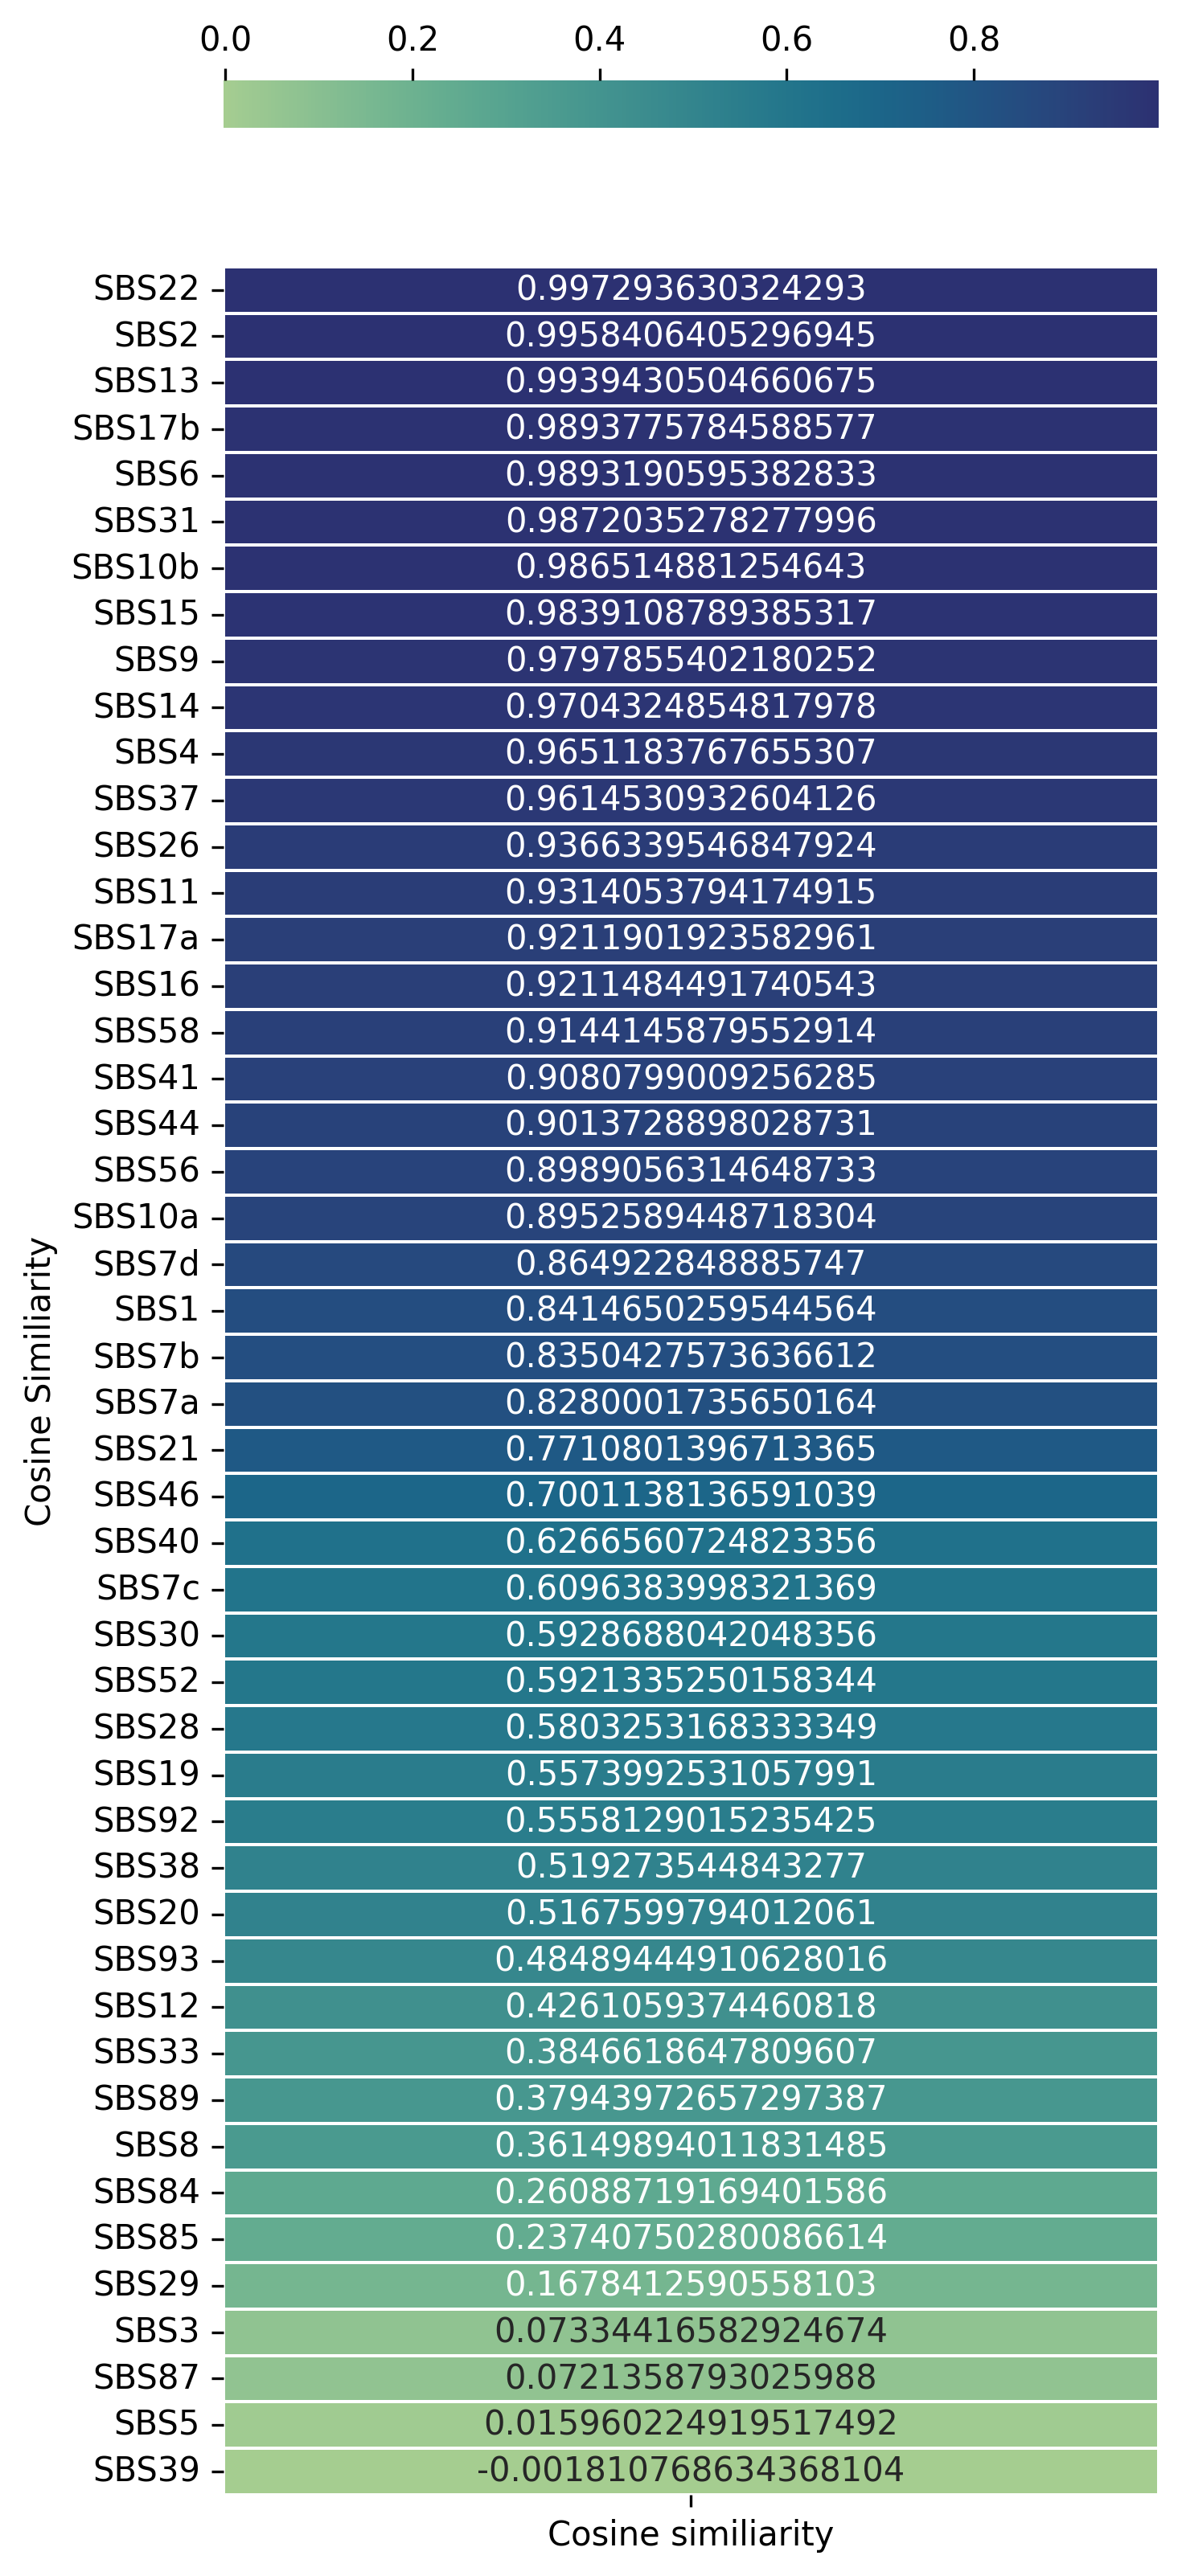 0.0 0.2 0.4 0.6 0.8
SBS22 0.997293630324293
SBS2 0.9958406405296945
SBS13 0.99394430504660675
SBS17b 0.9893775784588577
SBS6 0.9893190595382833
SBS31 0.9872035278277996
SBS10b 0.986514881254643
SBS15 0.9839108789385317
SBS9 0.9797855402180252
SBS14 0.9704324854817978
SBS4 0.9651183767655307
SBS37 0.9614530932604126
SBS26 0.9366339546847924
SBS11 0.9314053794174915
SBS17a 0.9211901923582961
SBS16 0.9211484491740543
SBS58 0.9144145879552914
SBS41 0.9080799009256285
SBS44 0.9013728898028731
SBS56 0.8989056314648733
SBS10a 0.8952589448718304
SBS7d 0.864922848885747
SBS1 0.8414650259544564
SBS7b 0.8350427573636612
SBS7a 0.8280001735650164
SBS21 0.7710801396713365
SBS46 0.7001138136591039
SBS40 0.6266560724823356
SBS7c 0.6096383998321369
SBS30 0.5928688042048356
SBS52 0.5921335250158344
SBS28 0.5803253168333349
SBS19 0.5573992531057991
SBS92 0.5558129015235425
SBS38 0.519273544843277
SBS20 0.5167599794012061
SBS93 0.48489444910628016
SBS12 0.4261059374460818
SBS33 0.3846618647809607
SBS89 0.37943972657297387
SBS8 0.36149894011831485
SBS84 0.26088719169401586
SBS85 0.23740750280086614
SBS29 0.1678412590558103
SBS3 0.07334416582924674
SBS87 0.0721358793025988
SBS5 0.015960224919517492
SBS39 -0.001810768634368104
Cosine Similiarity
Cosine similiarity